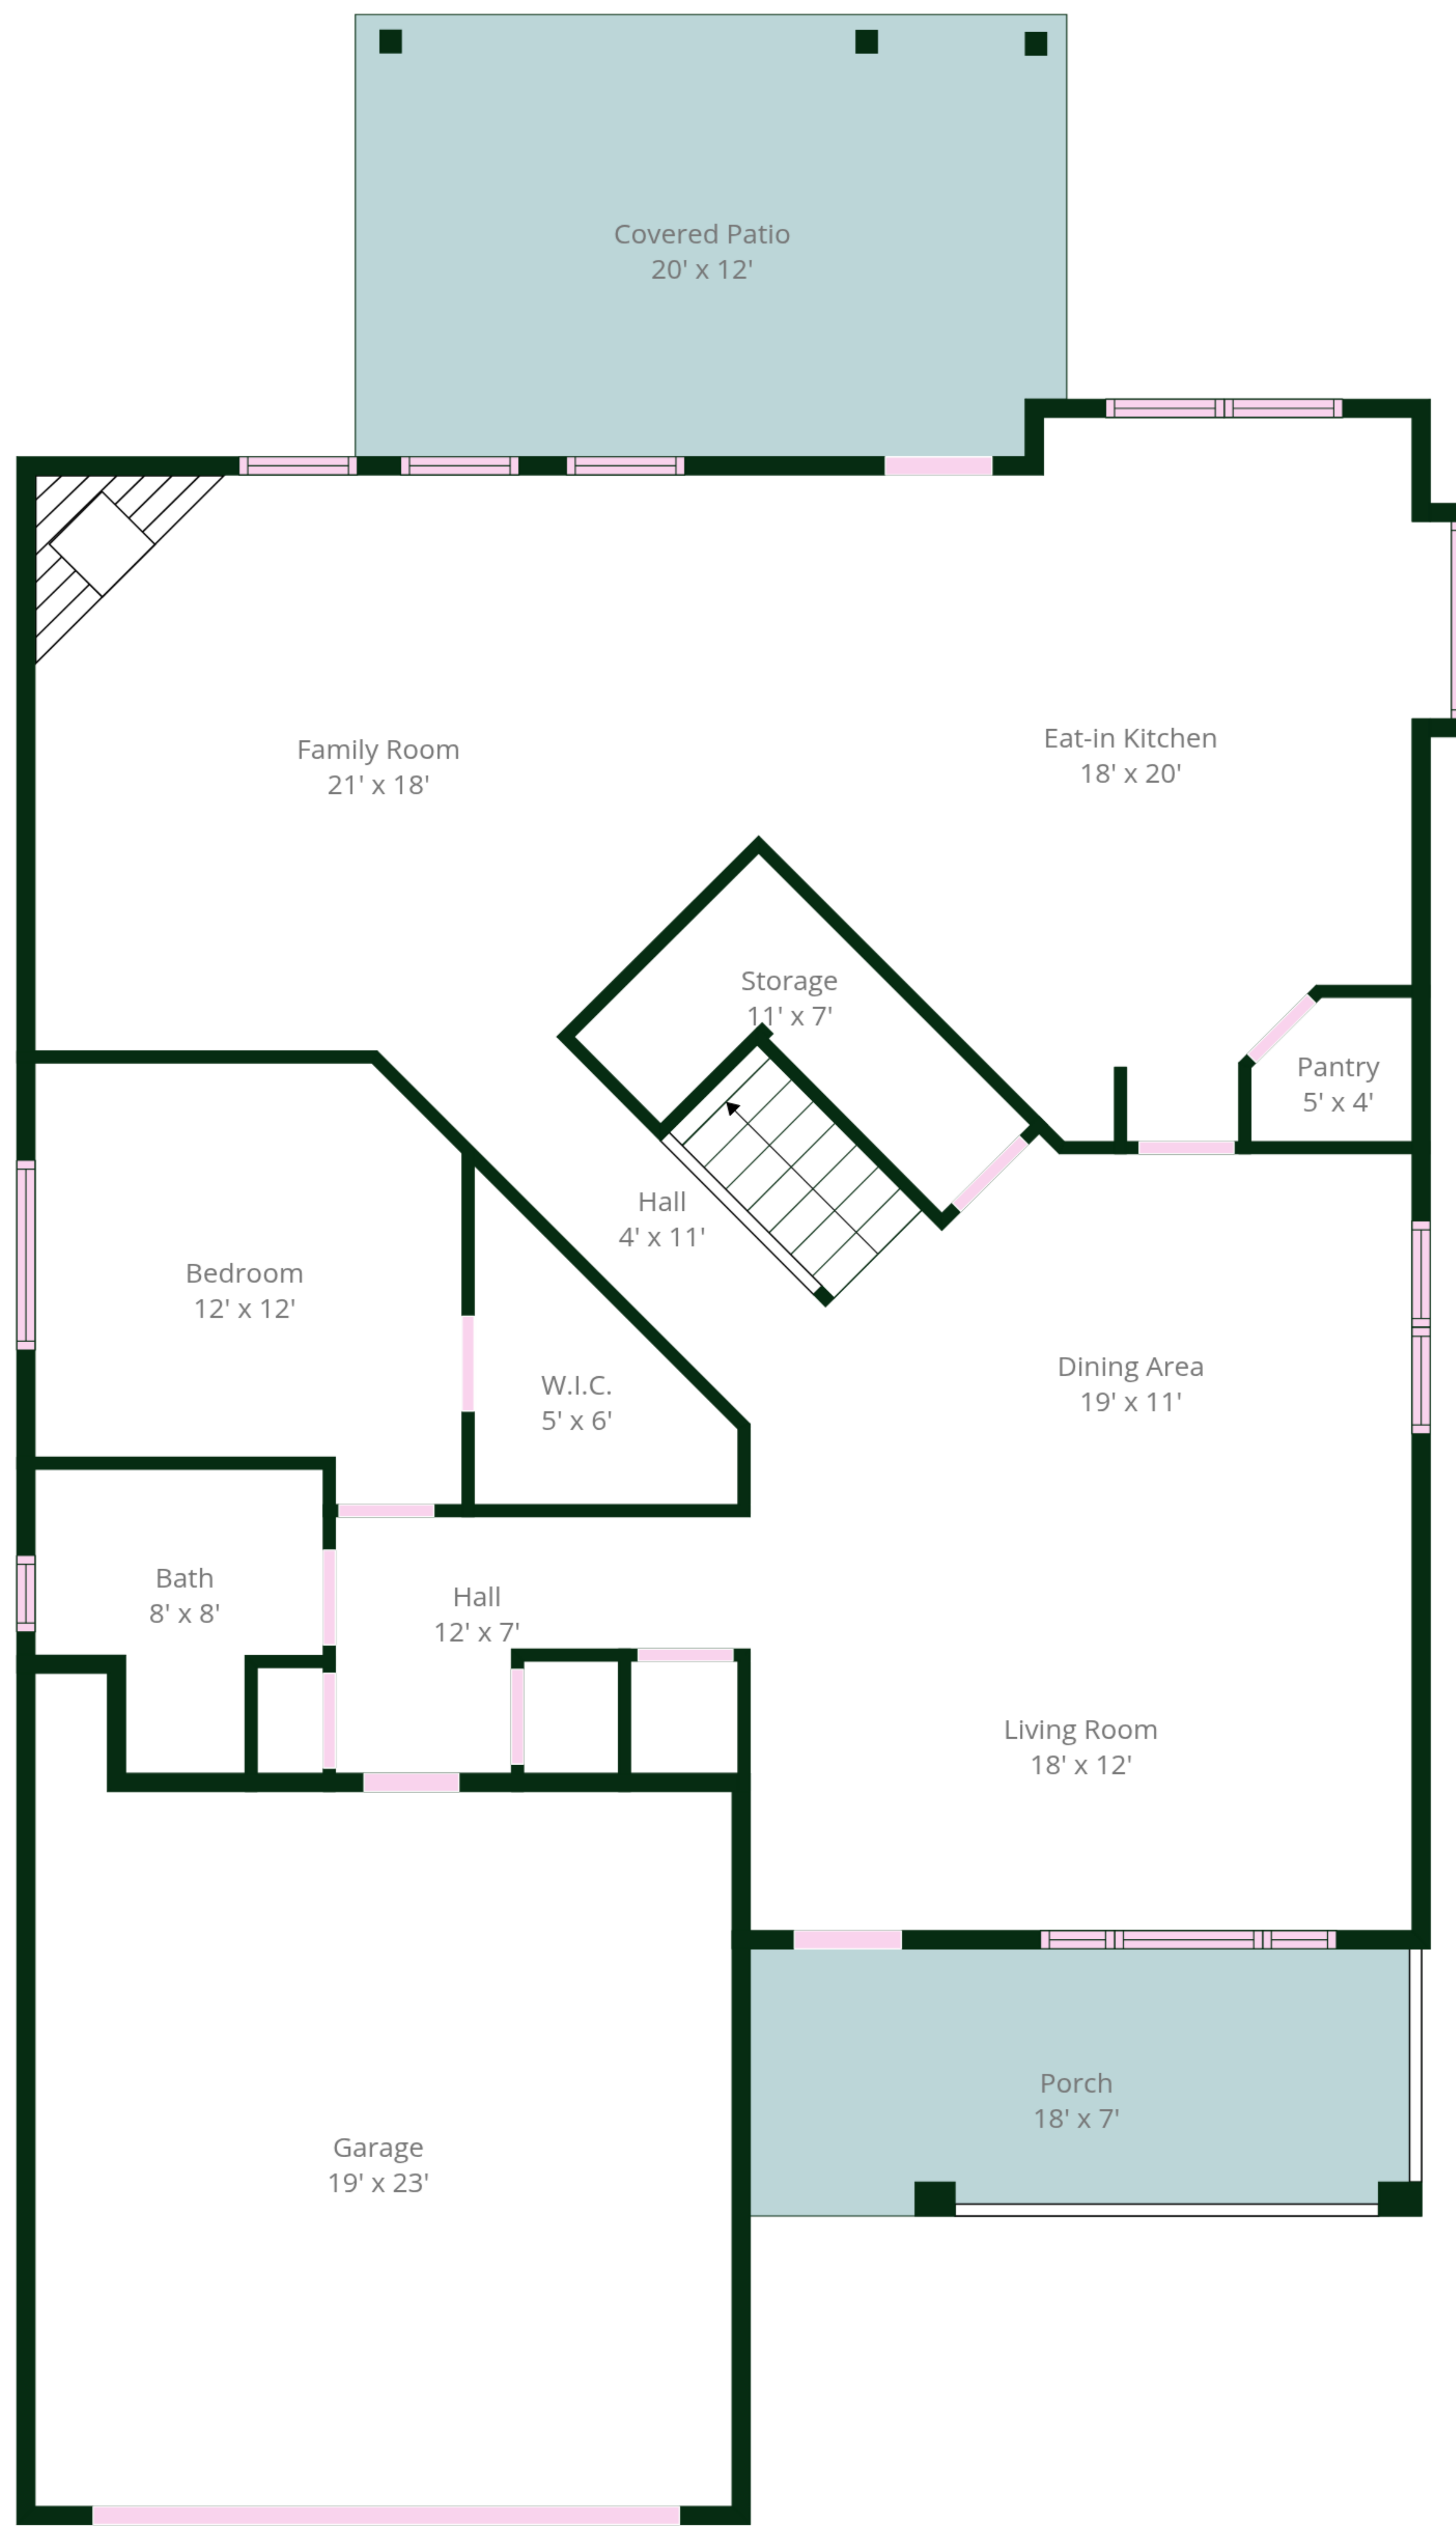 Covered Patio
20' x 12'
Family Room
21' x 18'
Eat-in Kitchen
18' x 20'
Storage
11' x 7'
Pantry
5' x 4'
Hall
4' x 11'
Bedroom
12' x 12'
W.I.C.
5' x 6'
Dining Area
19' x 11'
Bath
8' x 8'
Hall
12' x 7'
Living Room
18' x 12'
Porch
18' x 7'
Garage
19' x 23'